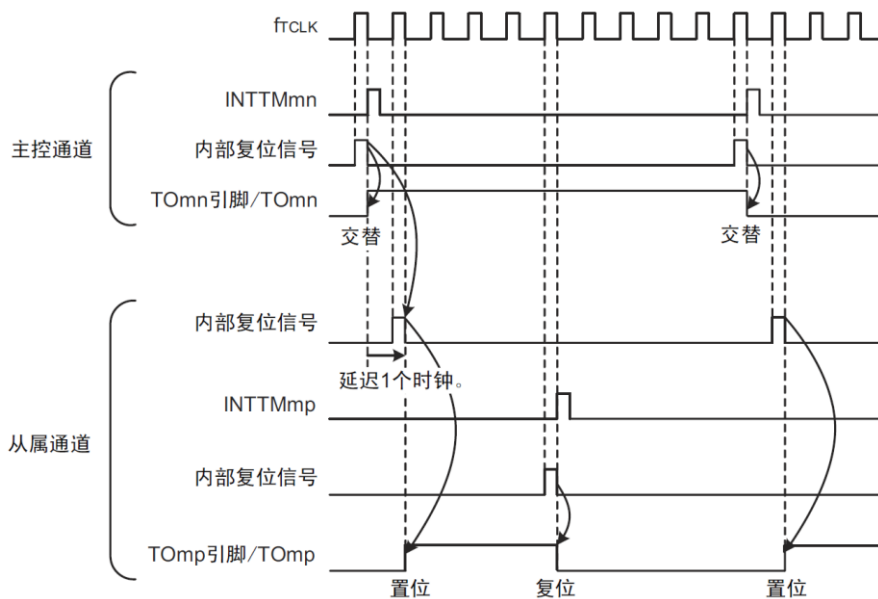 fTCLK
INTTMmn
主控通道
内部复位信号
TOmn引脚/TOmn
交替
交替
内部复位信号
延迟1个时钟。
INTTMmp
从属通道
内部复位信号
TOmp引脚/TOmp
置位
复位
置位